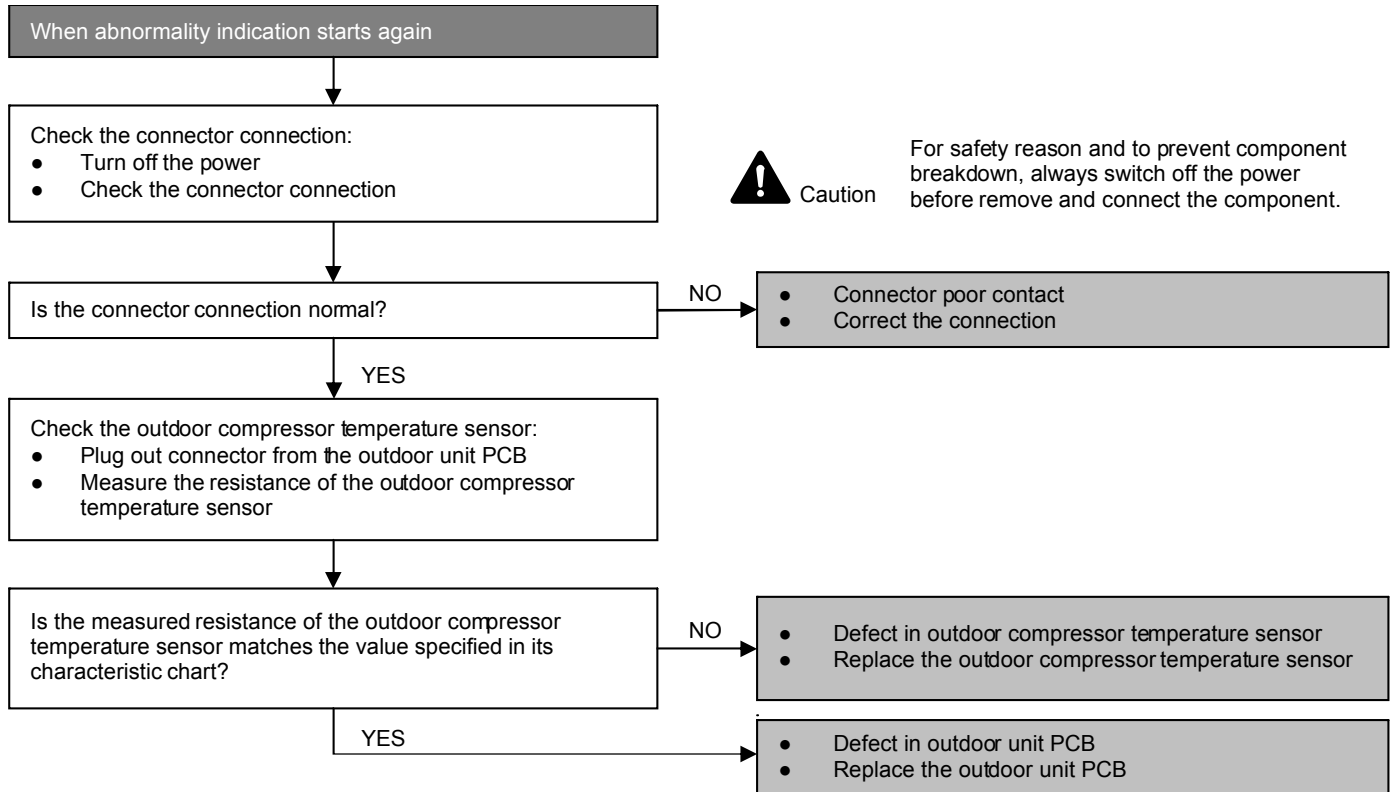 When abnormality indication starts again
Check the connector connection:
● Turn off the power
● Check the connector connection
Caution
For safety reason and to prevent component
breakdown, always switch off the power
before remove and connect the component.
Is the connector connection normal?
NO
● Connector poor contact
● Correct the connection
YES
Check the outdoor compressor temperature sensor:
● Plug out connector from the outdoor unit PCB
● Measure the resistance of the outdoor compressor
temperature sensor
Is the measured resistance of the outdoor compressor
temperature sensor matches the value specified in its
characteristic chart?
NO
● Defect in outdoor compressor temperature sensor
● Replace the outdoor compressor temperature sensor
YES
● Defect in outdoor unit PCB
● Replace the outdoor unit PCB